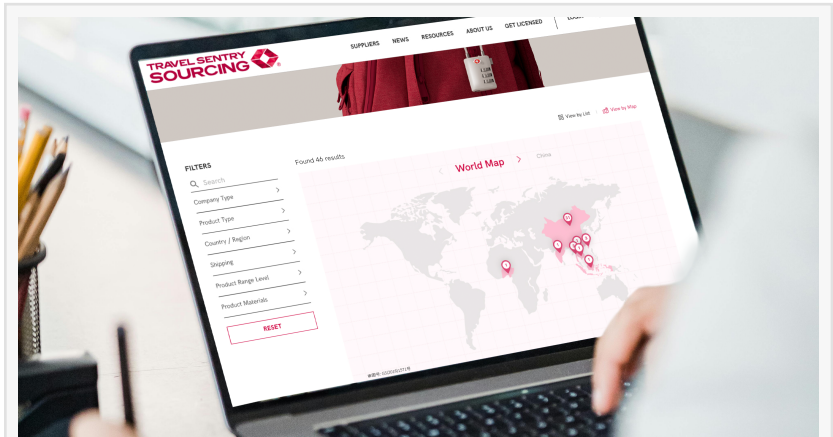 TRAVEL SENTRY
SOURCING
SUPPLIERS NEWS RESOURCES ABOUT US GET LICENSED
View by List View by Map
FILTERS
Found 46 results
Search
World Map China
Company Type
Product Type
Country / Region
Shipping
Product Range Level
Product Materials
RESET